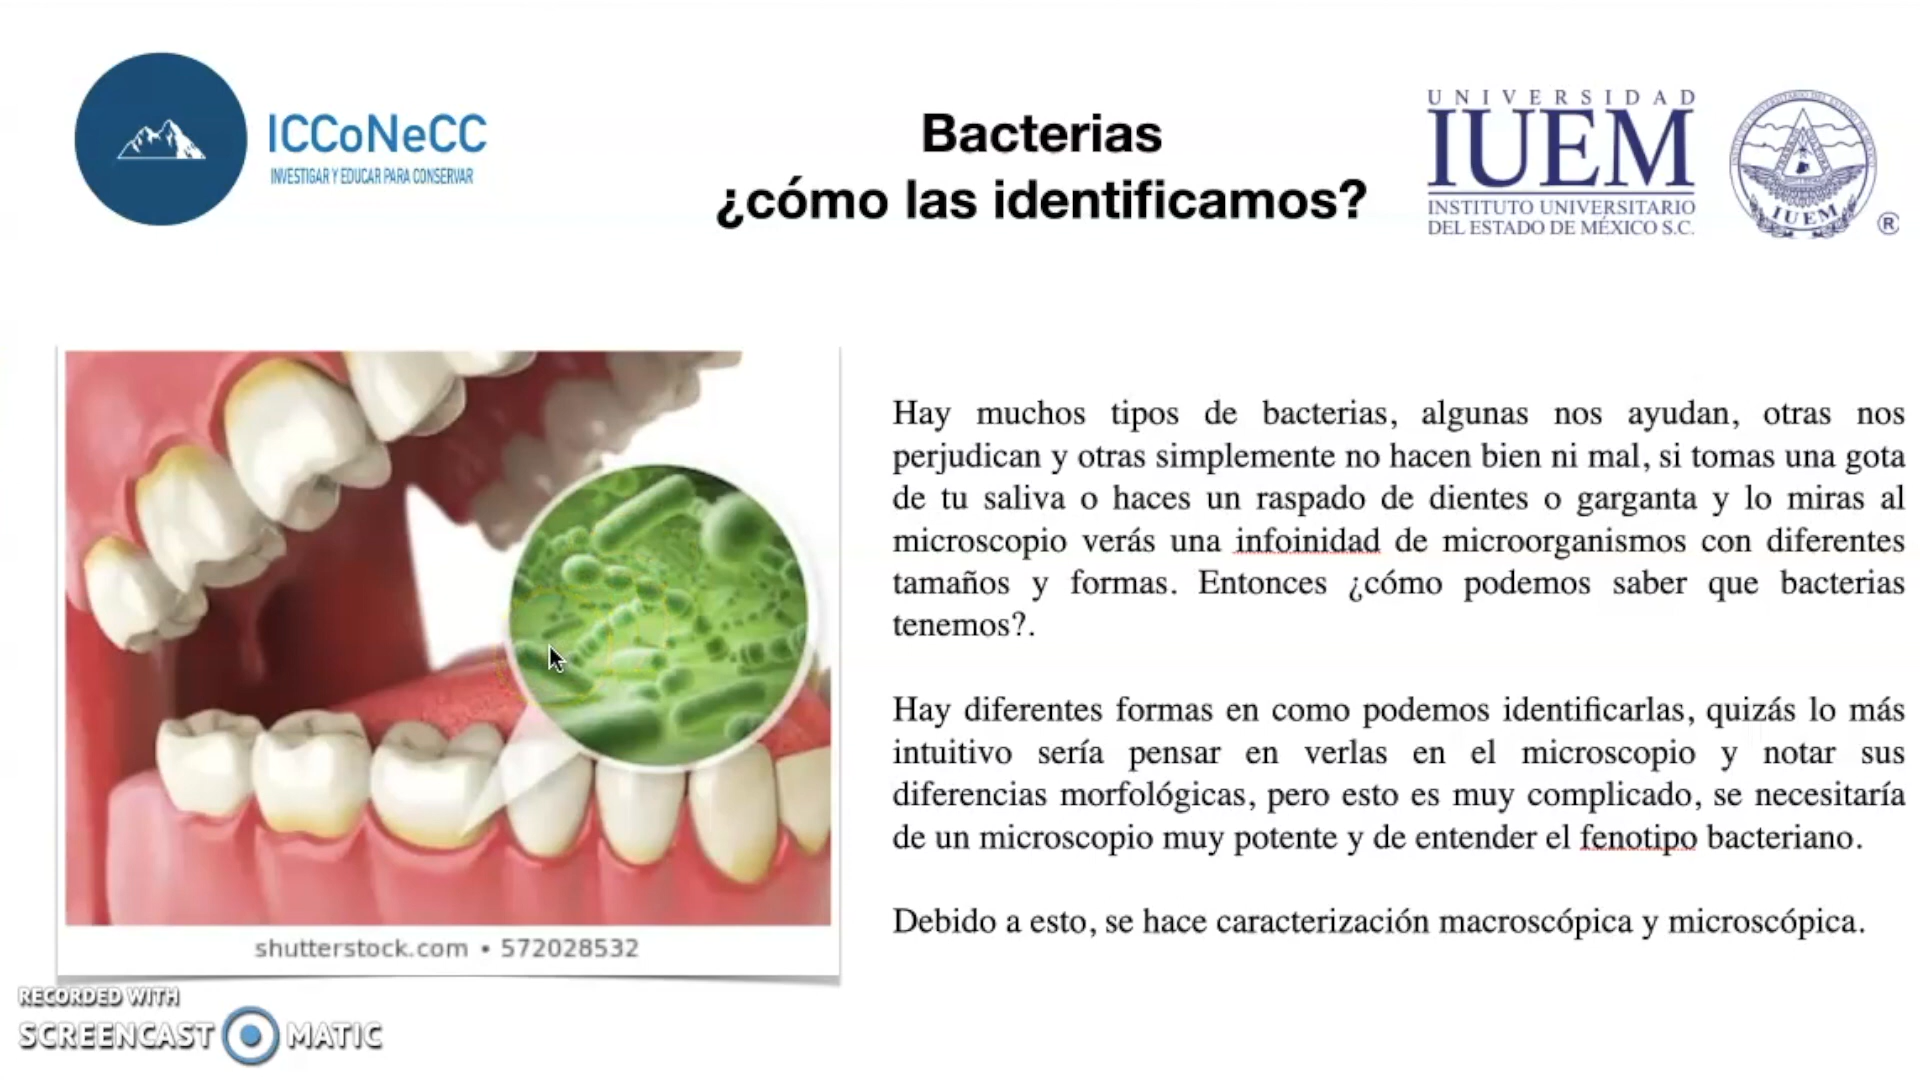 ICCoNeCC
INVESTIGAR Y EDUCAR PARA CONSERVAR
Bacterias
¿cómo las identificamos?
UNIVERSIDAD
IUEM
INSTITUTO UNIVERSITARIO
DEL ESTADO DE MÉXICO S.C.
IUEM
®
Hay muchos tipos de bacterias, algunas nos ayudan, otras nos
perjudican y otras simplemente no hacen bien ni mal, si tomas una gota
de tu saliva o haces un raspado de dientes o garganta y lo miras al
microscopio verás una infoinidad de microorganismos con diferentes
tamaños y formas. Entonces ¿cómo podemos saber que bacterias
tenemos?.
Hay diferentes formas en como podemos identificarlas, quizás lo más
intuitivo sería pensar en verlas en el microscopio y notar sus
diferencias morfológicas, pero esto es muy complicado, se necesitaría
de un microscopio muy potente y de entender el fenotipo bacteriano.
Debido a esto, se hace caracterización macroscópica y microscópica.
shutterstock.com • 572028532
RECORDED WITH
SCREENCAST MATIC